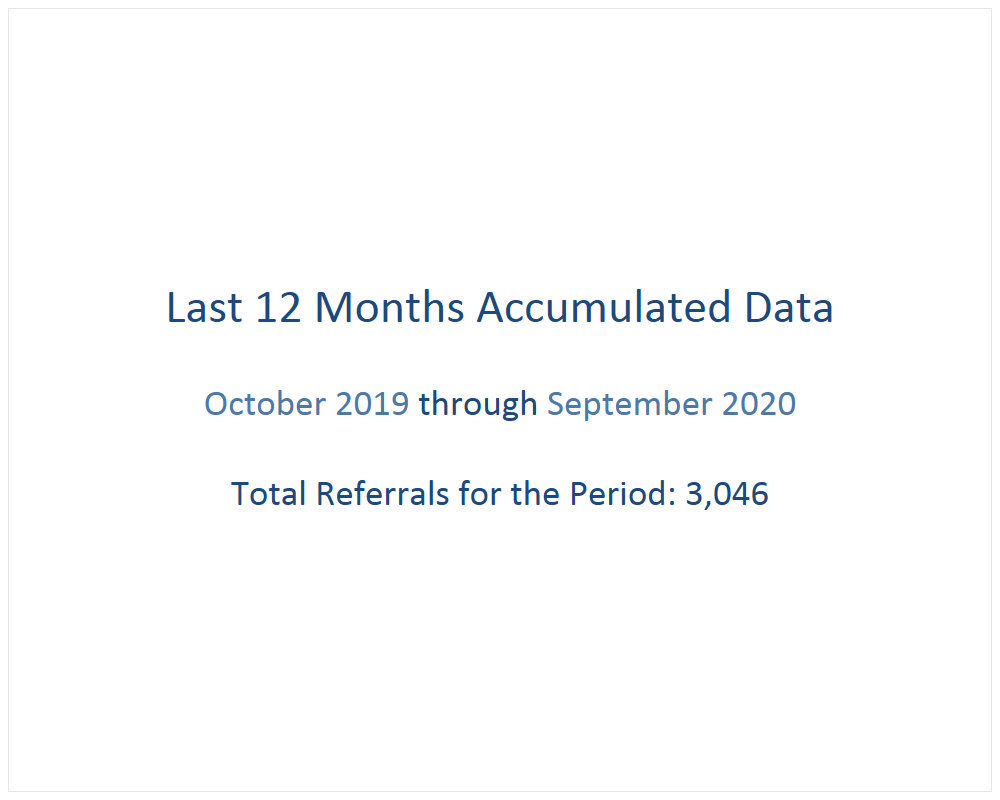 Last 12 Months Accumulated Data
October 2019 through September 2020
Total Referrals for the Period: 3,046